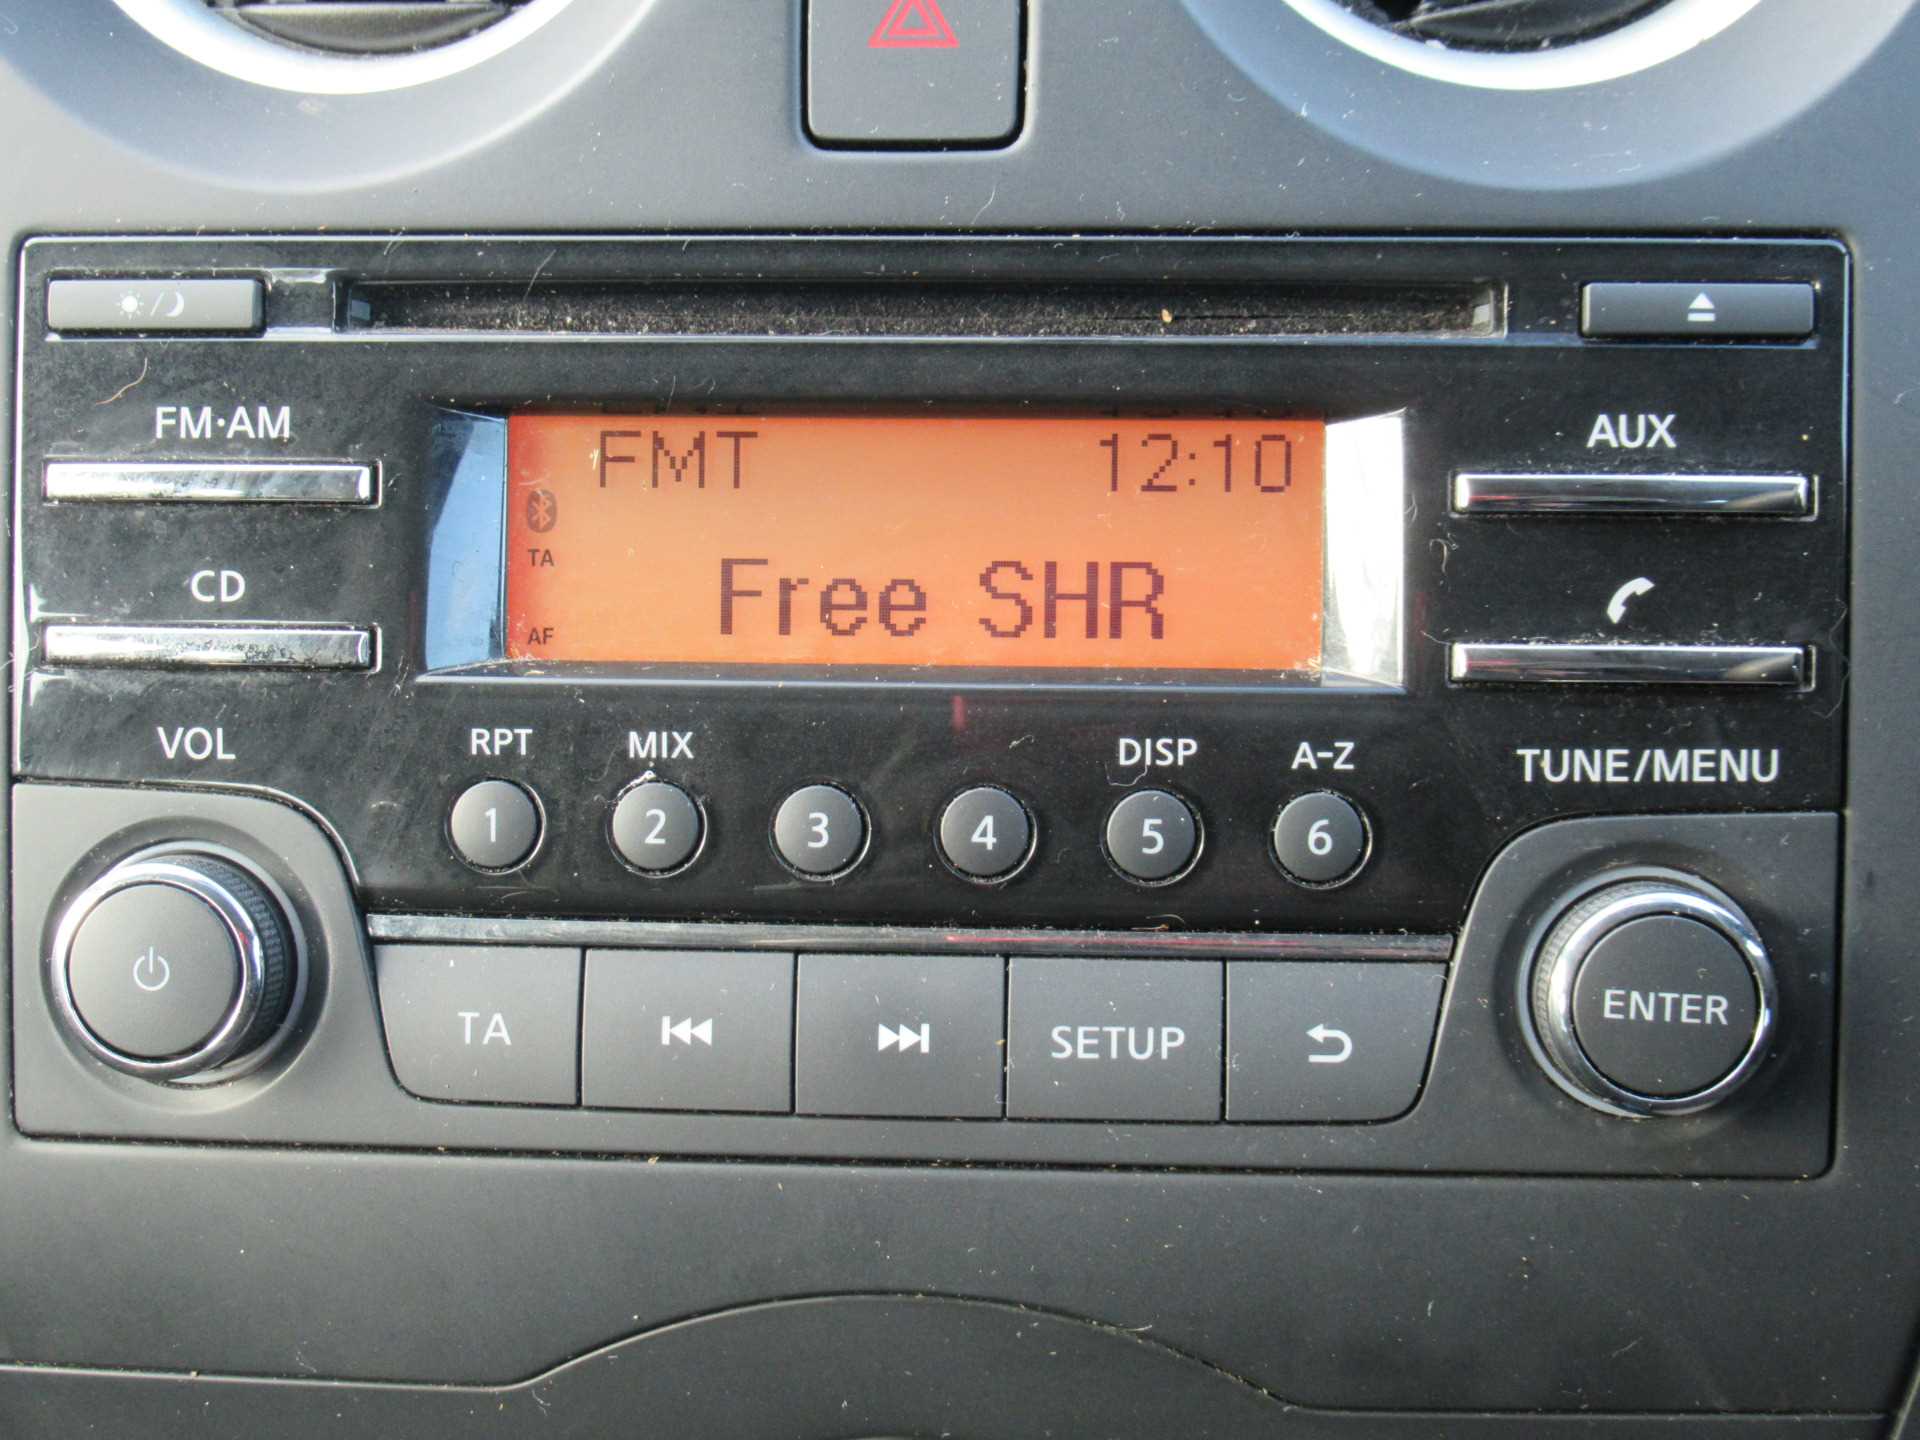 FM·AM
AUX
FMT 12:10
TA
Free SHR
AF
CD
VOL
RPT MIX DISP A-Z
TUNE/MENU
1 2 3 4 5 6
TA SETUP
ENTER